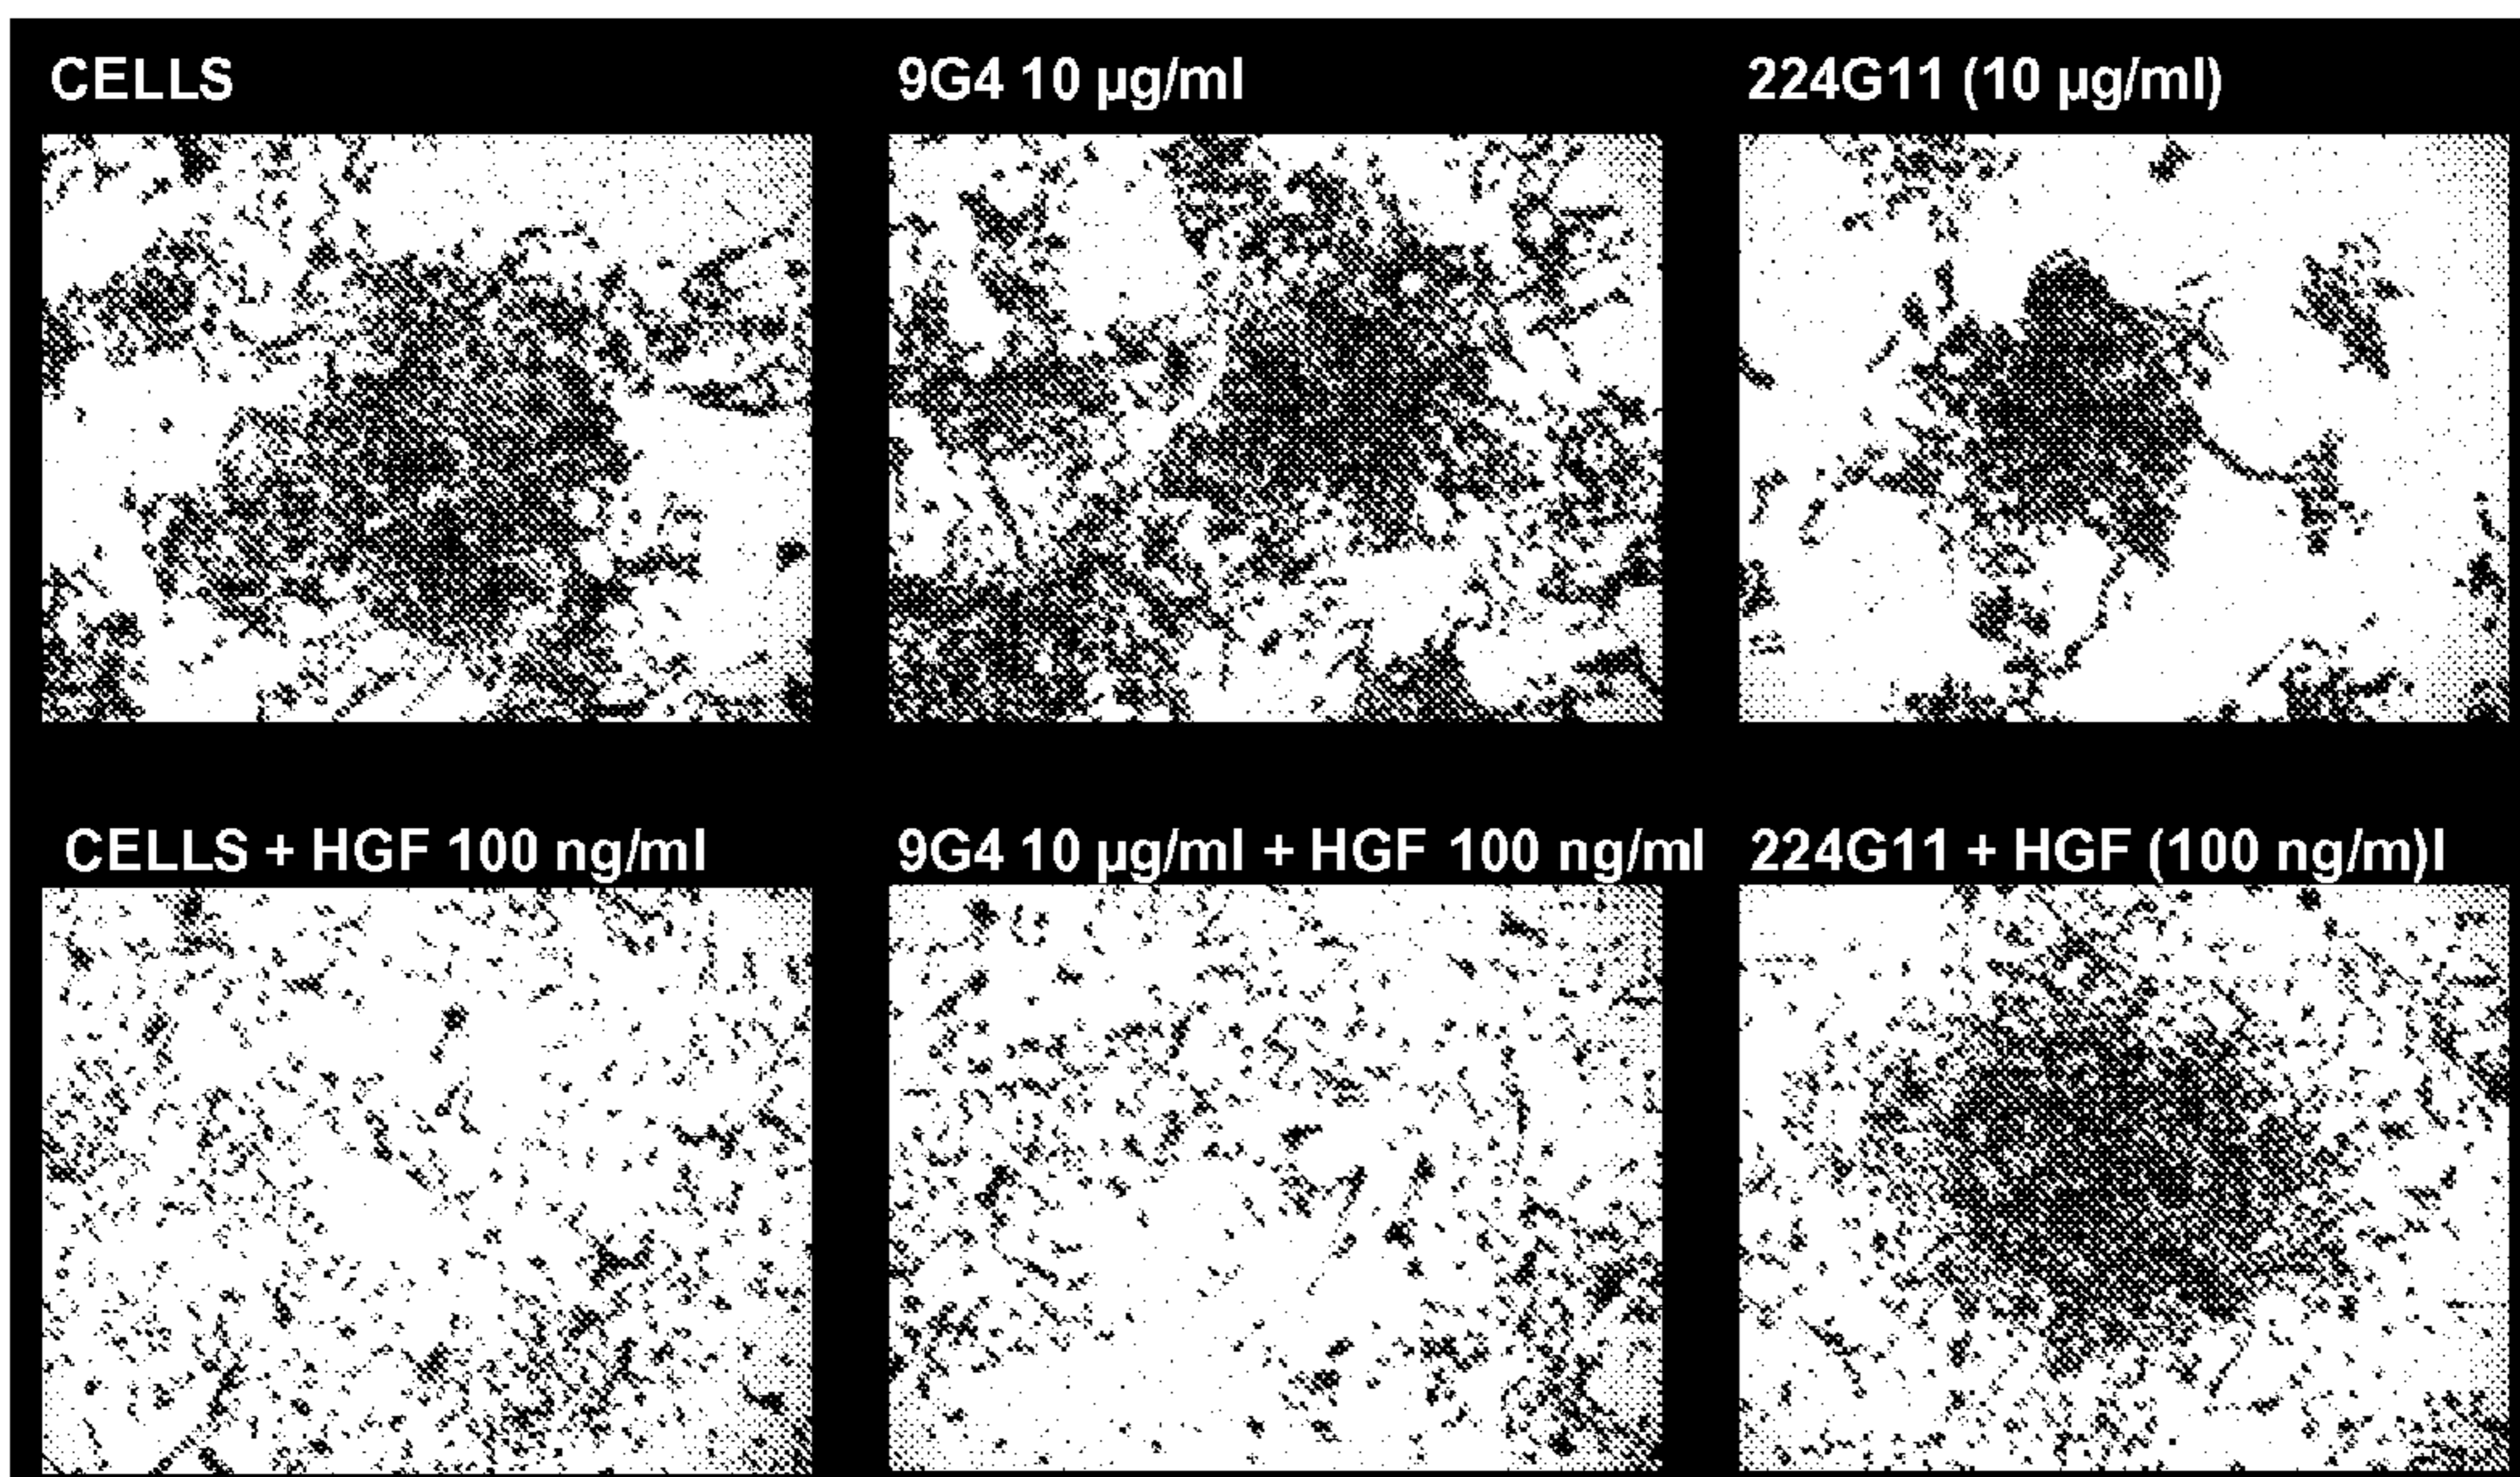 CELLS
9G4 10 µg/ml
224G11 (10 µg/ml)
CELLS + HGF 100 ng/ml
9G4 10 µg/ml + HGF 100 ng/ml
224G11 + HGF (100 ng/m)l